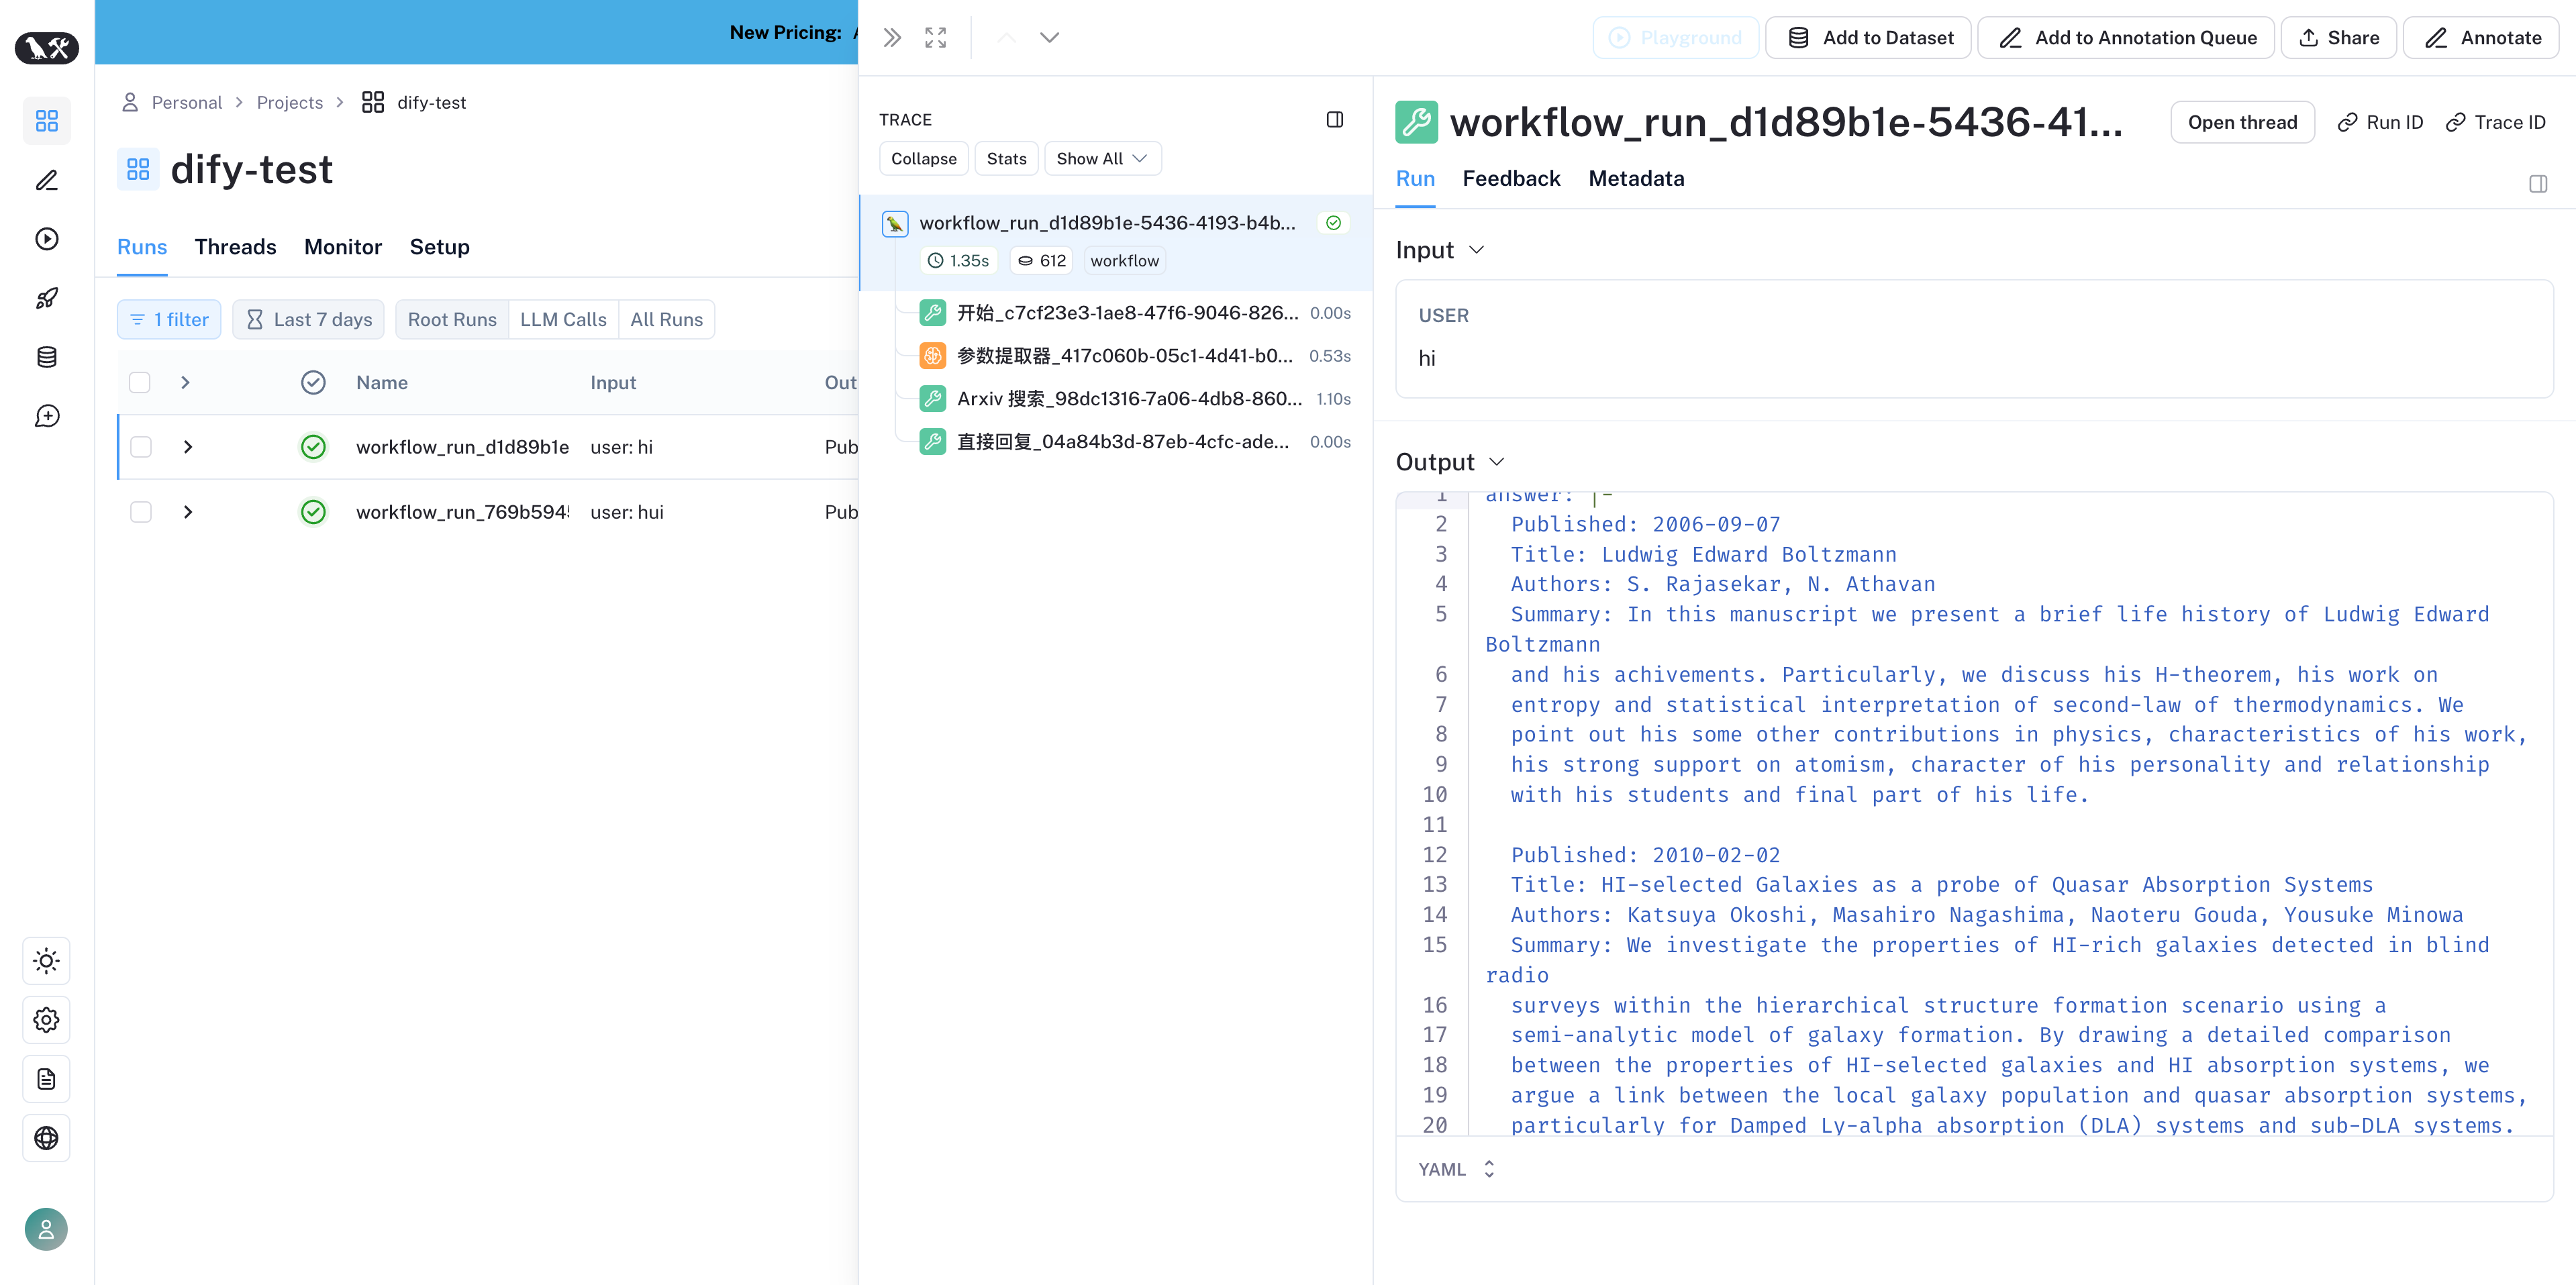 New Pricing:
Playground
Add to Dataset
Add to Annotation Queue
Share
Annotate
Personal
Projects
dify-test
dify-test
Runs
Threads
Monitor
Setup
1 filter
Last 7 days
Root Runs
LLM Calls
All Runs
Name
Input
workflow_run_d1d89b1e
user: hi
workflow_run_769b594
user: hui
TRACE
Collapse
Stats
Show All
workflow_run_d1d89b1e-5436-4193-b4b...
1.35s
612
workflow
开始_c7cf23e3-1ae8-47f6-9046-826...
0.00s
参数提取器_417c060b-05c1-4d41-b0...
0.53s
Arxiv 搜索_98dc1316-7a06-4db8-860...
1.10s
直接回复_04a84b3d-87eb-4cfc-ade...
0.00s
workflow_run_d1d89b1e-5436-41...
Open thread
Run ID
Trace ID
Run
Feedback
Metadata
Input
USER
hi
Output
1 answer: |-
2 Published: 2006-09-07
3 Title: Ludwig Edward Boltzmann
4 Authors: S. Rajasekar, N. Athavan
5 Summary: In this manuscript we present a brief life history of Ludwig Edward
Boltzmann
6 and his achivements. Particularly, we discuss his H-theorem, his work on
7 entropy and statistical interpretation of second-law of thermodynamics. We
8 point out his some other contributions in physics, characteristics of his work,
9 his strong support on atomism, character of his personality and relationship
10 with his students and final part of his life.
11
12 Published: 2010-02-02
13 Title: HI-selected Galaxies as a probe of Quasar Absorption Systems
14 Authors: Katsuya Okoshi, Masahiro Nagashima, Naoteru Gouda, Yousuke Minowa
15 Summary: We investigate the properties of HI-rich galaxies detected in blind
radio
16 surveys within the hierarchical structure formation scenario using a
17 semi-analytic model of galaxy formation. By drawing a detailed comparison
18 between the properties of HI-selected galaxies and HI absorption systems, we
19 argue a link between the local galaxy population and quasar absorption systems,
20 particularly for Damped Ly-alpha absorption (DLA) systems and sub-DLA systems.
YAML